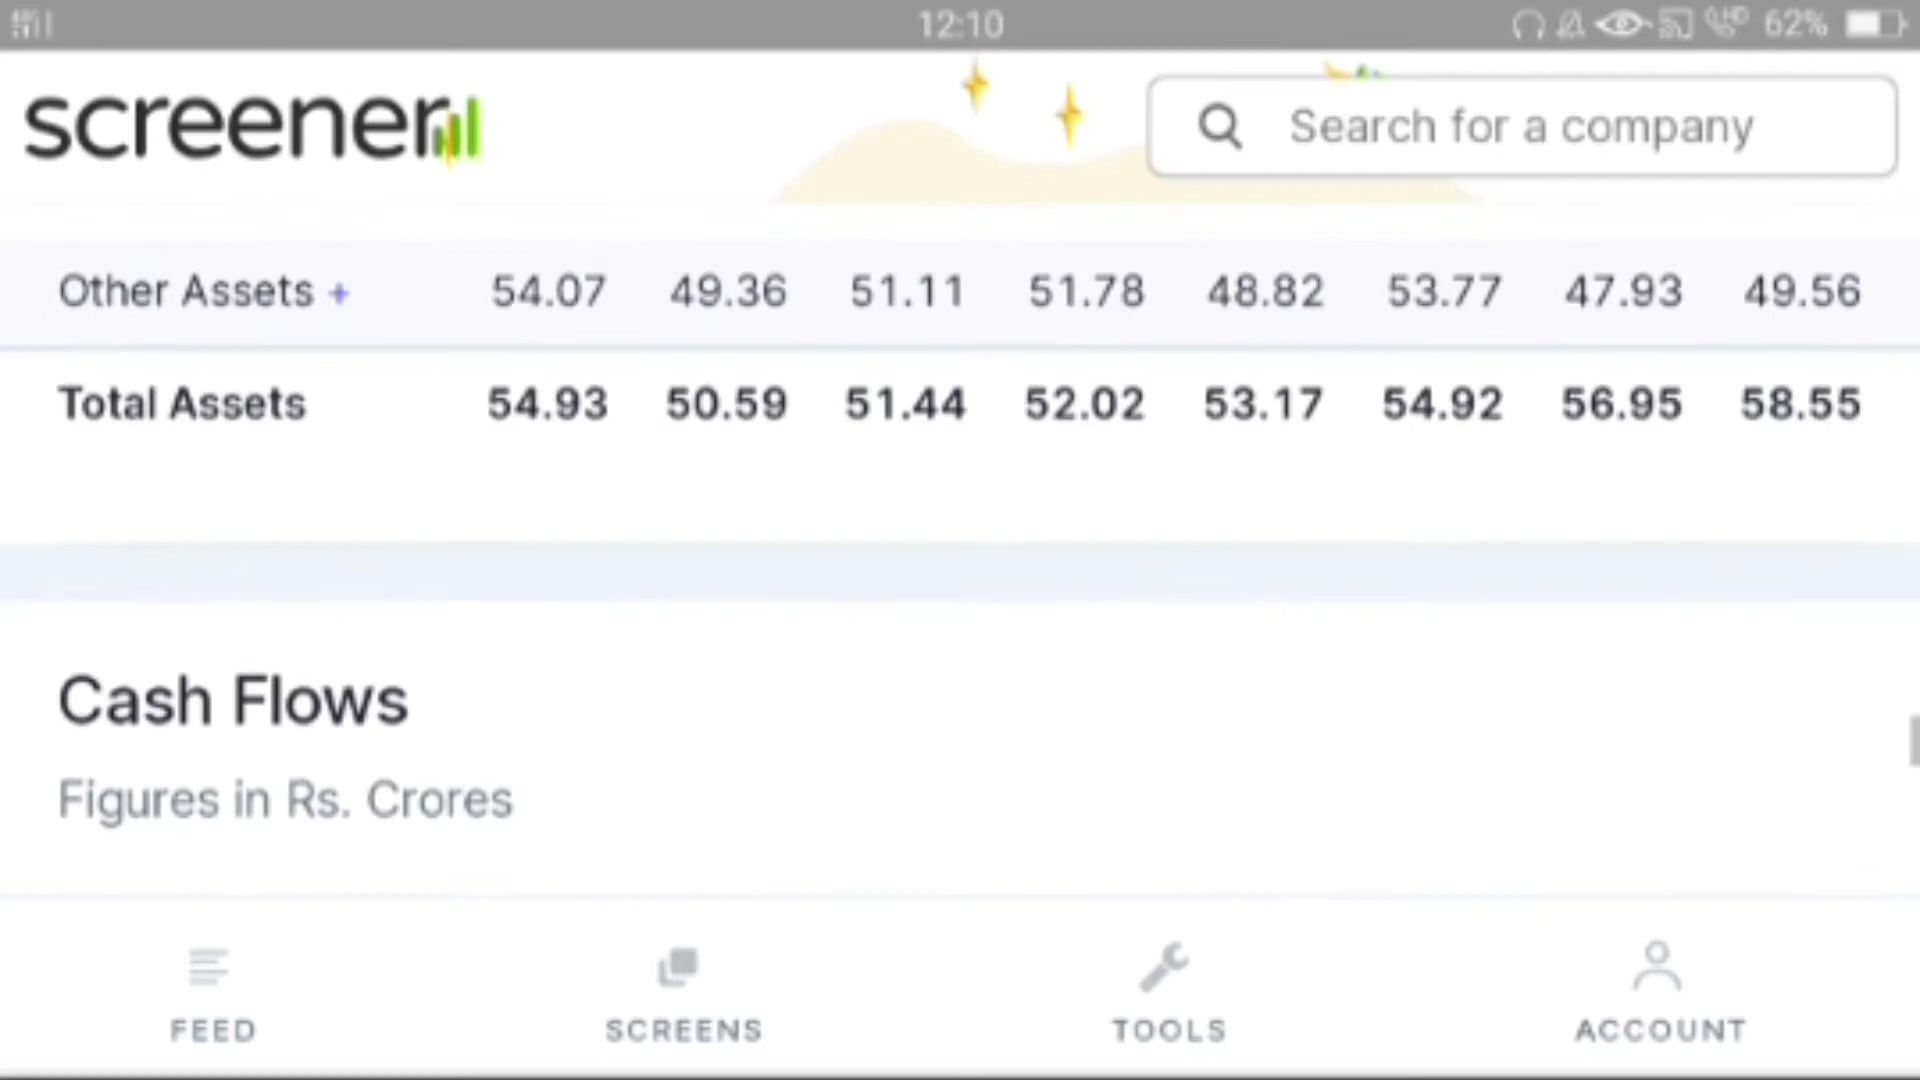 12:10 62%
screener
Search for a company
Other Assets + 54.07 49.36 51.11 51.78 48.82 53.77 47.93 49.56
Total Assets 54.93 50.59 51.44 52.02 53.17 54.92 56.95 58.55
Cash Flows
Figures in Rs. Crores
FEED SCREENS TOOLS ACCOUNT